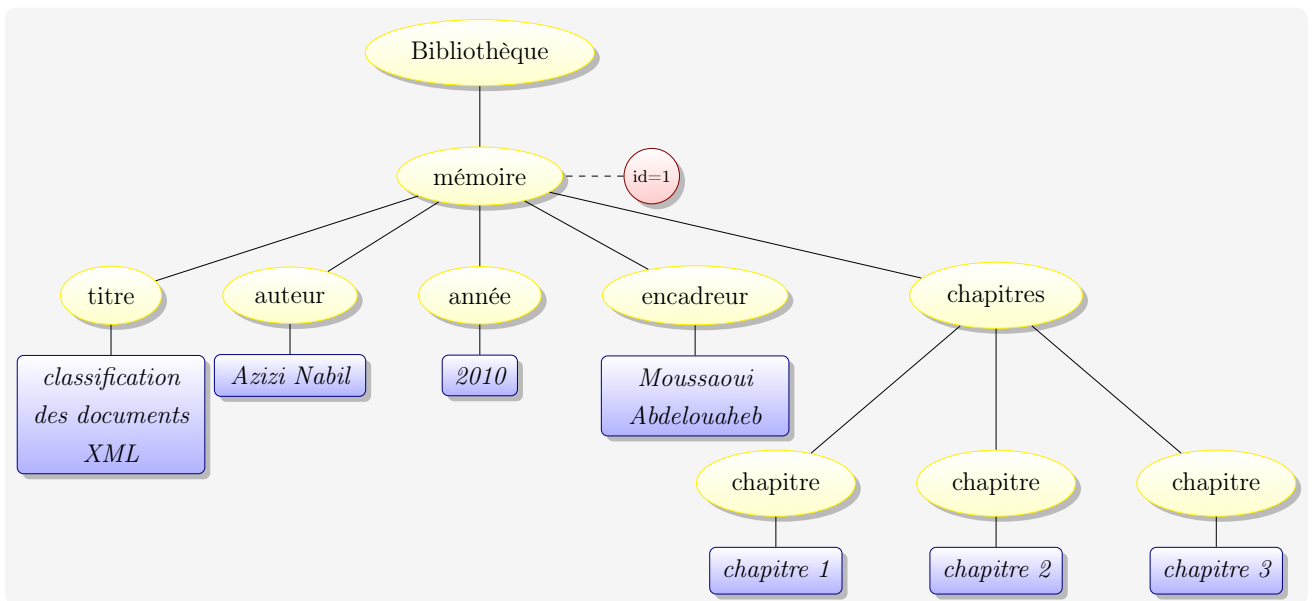 Bibliothèque
mémoire
id=1
titre
auteur
année
encadreur
chapitres
classification
des documents
XML
Azizi Nabil
2010
Moussaoui
Abdelouaheb
chapitre
chapitre
chapitre
chapitre 1
chapitre 2
chapitre 3